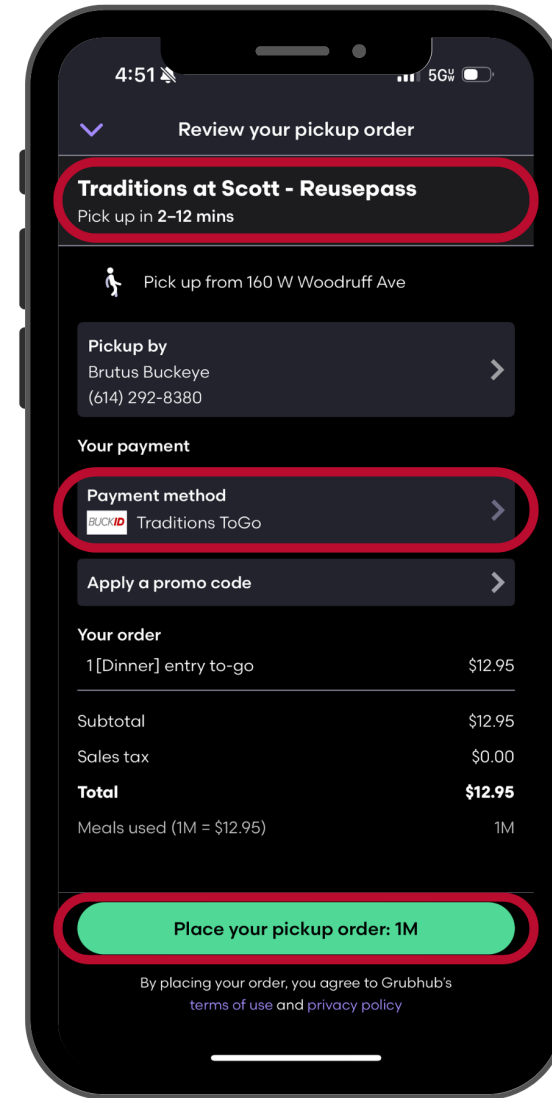 4:51 5GUW
Review your pickup order
Traditions at Scott - Reusepass
Pick up in 2–12 mins
Pick up from 160 W Woodruff Ave
Pickup by
Brutus Buckeye
(614) 292-8380
Your payment
Payment method
BUCKID Traditions ToGo
Apply a promo code
Your order
1 [Dinner] entry to-go $12.95
Subtotal $12.95
Sales tax $0.00
Total $12.95
Meals used (1M = $12.95) 1M
Place your pickup order: 1M
By placing your order, you agree to Grubhub's
terms of use and privacy policy